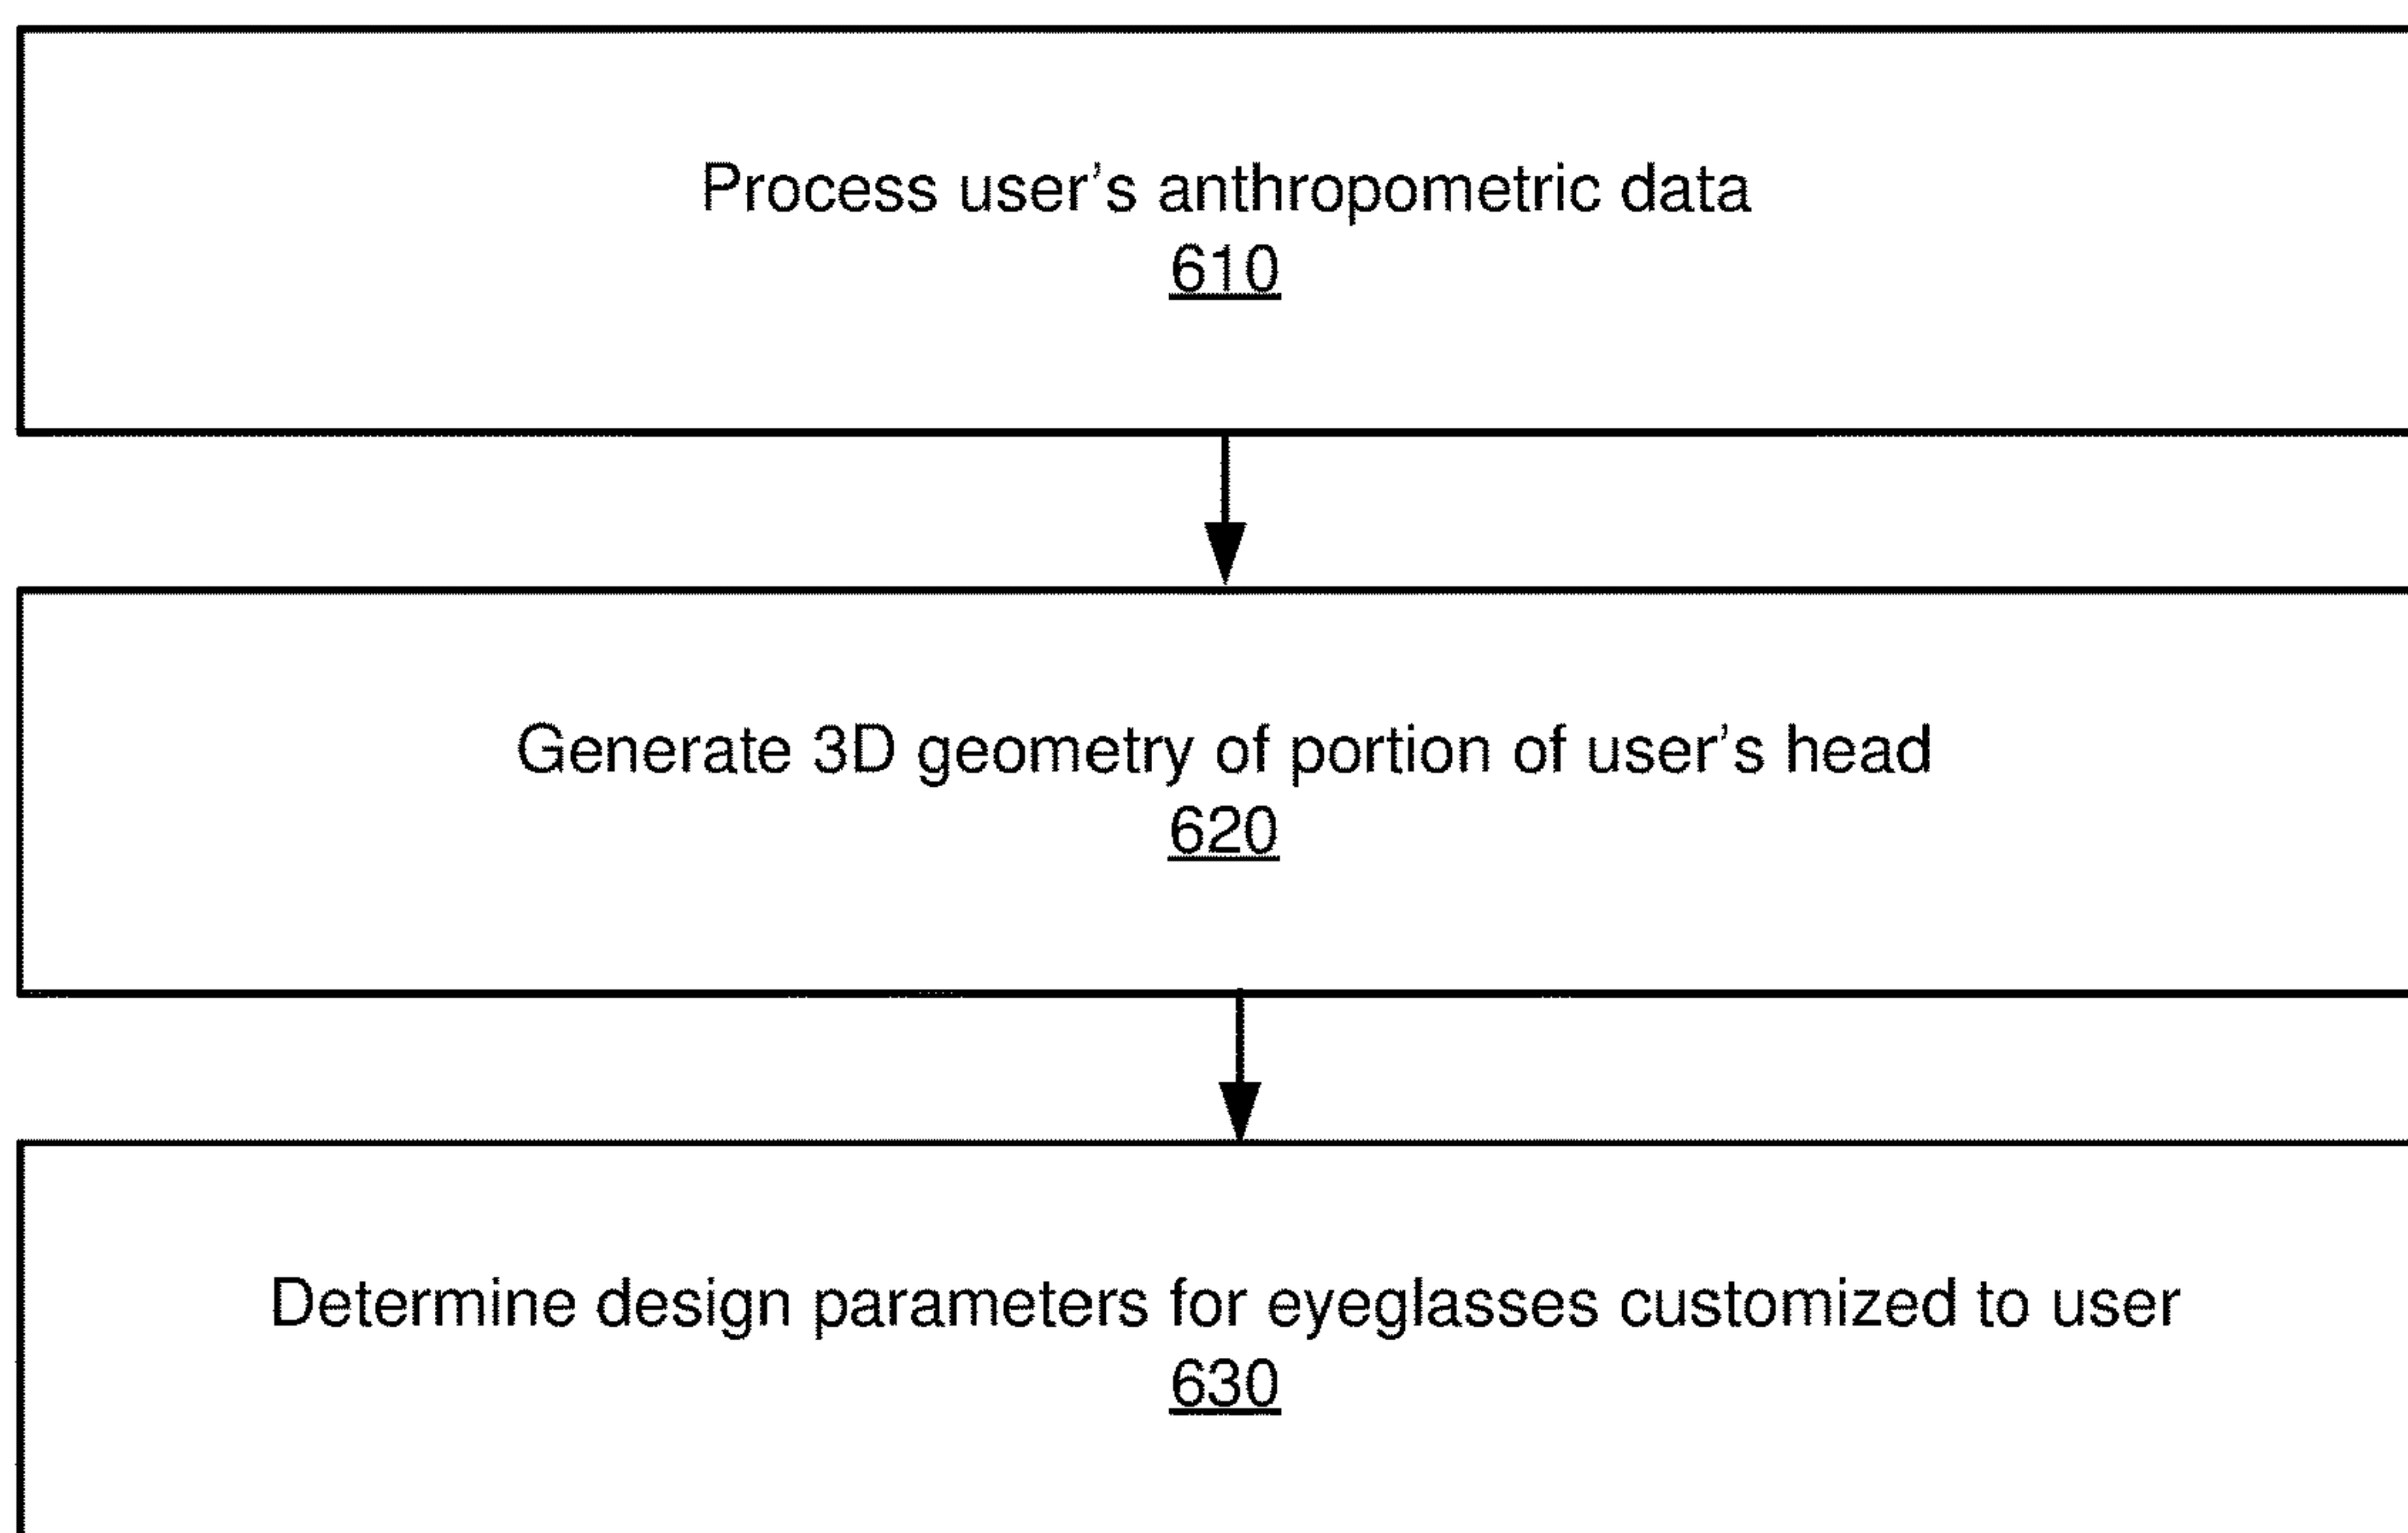 Process user's anthropometric data
610
Generate 3D geometry of portion of user's head
620
Determine design parameters for eyeglasses customized to user
630